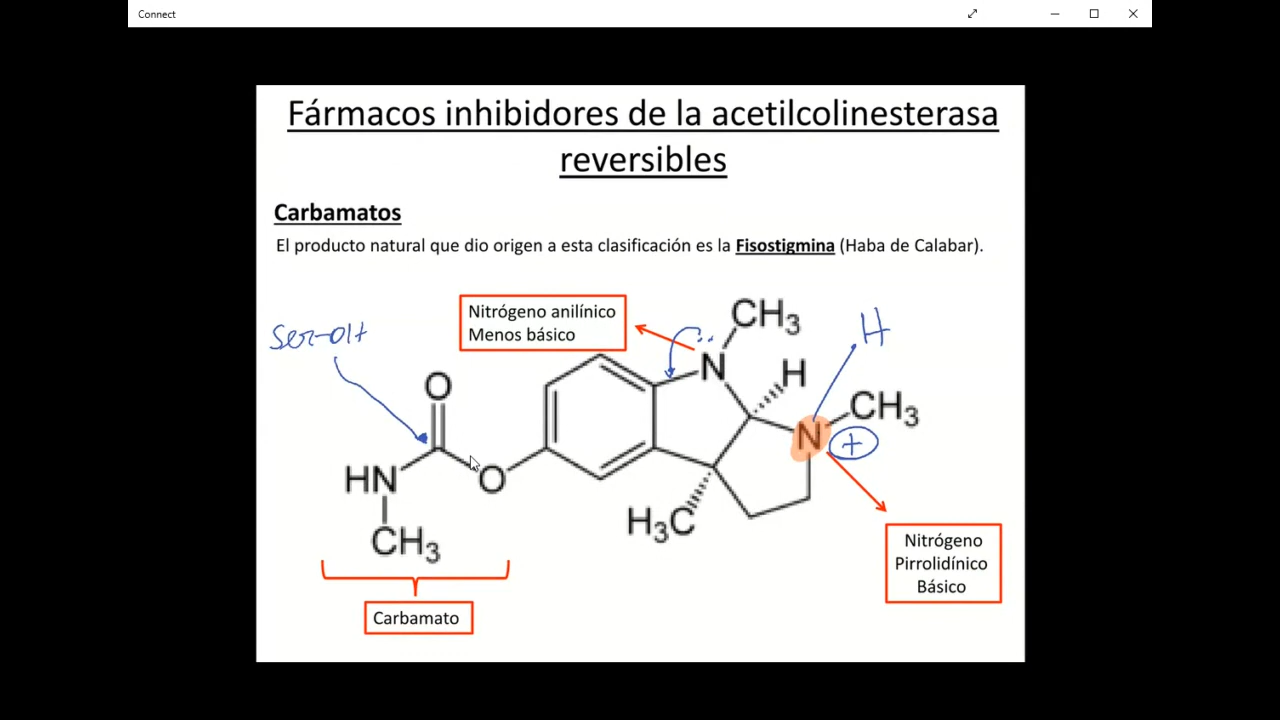 Connect
Fármacos inhibidores de la acetilcolinesterasa
reversibles
Carbamatos
El producto natural que dio origen a esta clasificación es la Fisostigmina (Haba de Calabar).
Nitrógeno anilínico
Menos básico
CH3
H
Ser-OH
N
H
O
CH3
N
+
HN
O
H3C
CH3
Nitrógeno
Pirrolidínico
Básico
Carbamato